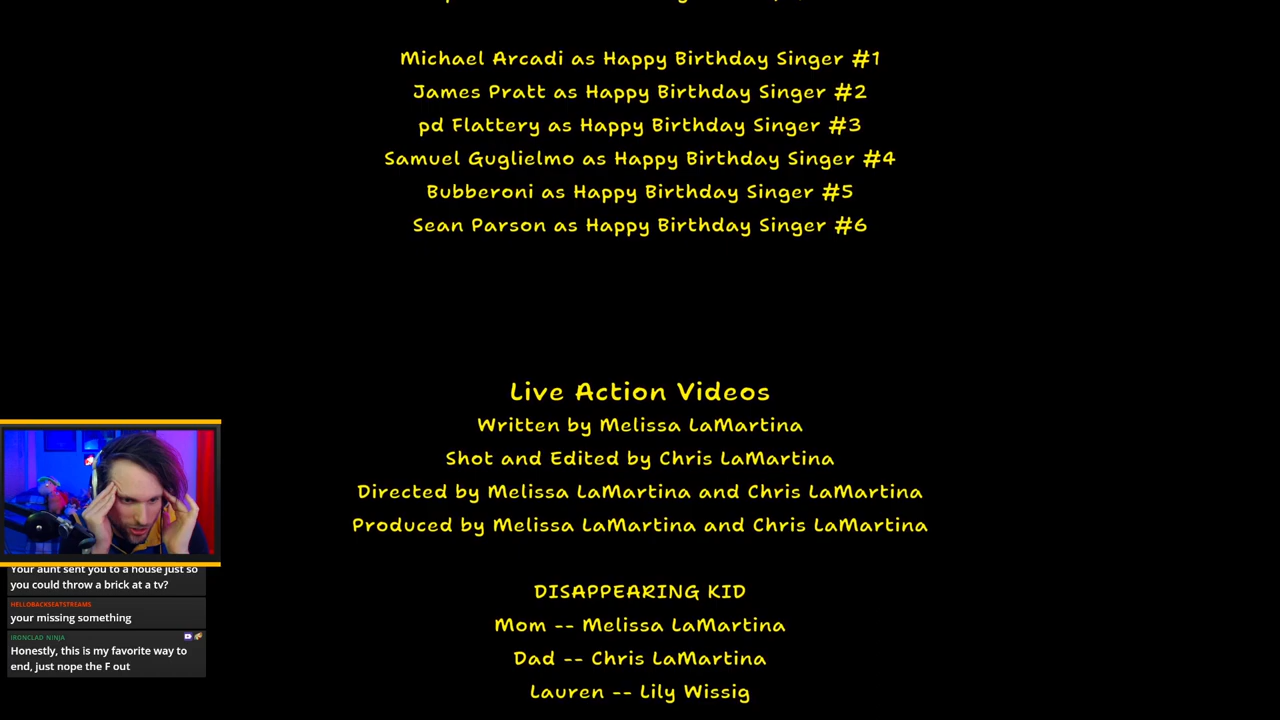 Michael Arcadi as Happy Birthday Singer #1
James Pratt as Happy Birthday Singer #2
pd Flattery as Happy Birthday Singer #3
Samuel Guglielmo as Happy Birthday Singer #4
Bubberoni as Happy Birthday Singer #5
Sean Parson as Happy Birthday Singer #6
Live Action Videos
Written by Melissa LaMartina
Shot and Edited by Chris LaMartina
Directed by Melissa LaMartina and Chris LaMartina
Produced by Melissa LaMartina and Chris LaMartina
DISAPPEARING KID
Mom -- Melissa LaMartina
Dad -- Chris LaMartina
Lauren -- Lily Wissig
Your aunt sent you to a house just so
you could throw a brick at a tv?
HELLOBACKSEATSTREAMS
your missing something
IRONCLAD NINJA
Honestly, this is my favorite way to
end, just nope the F out